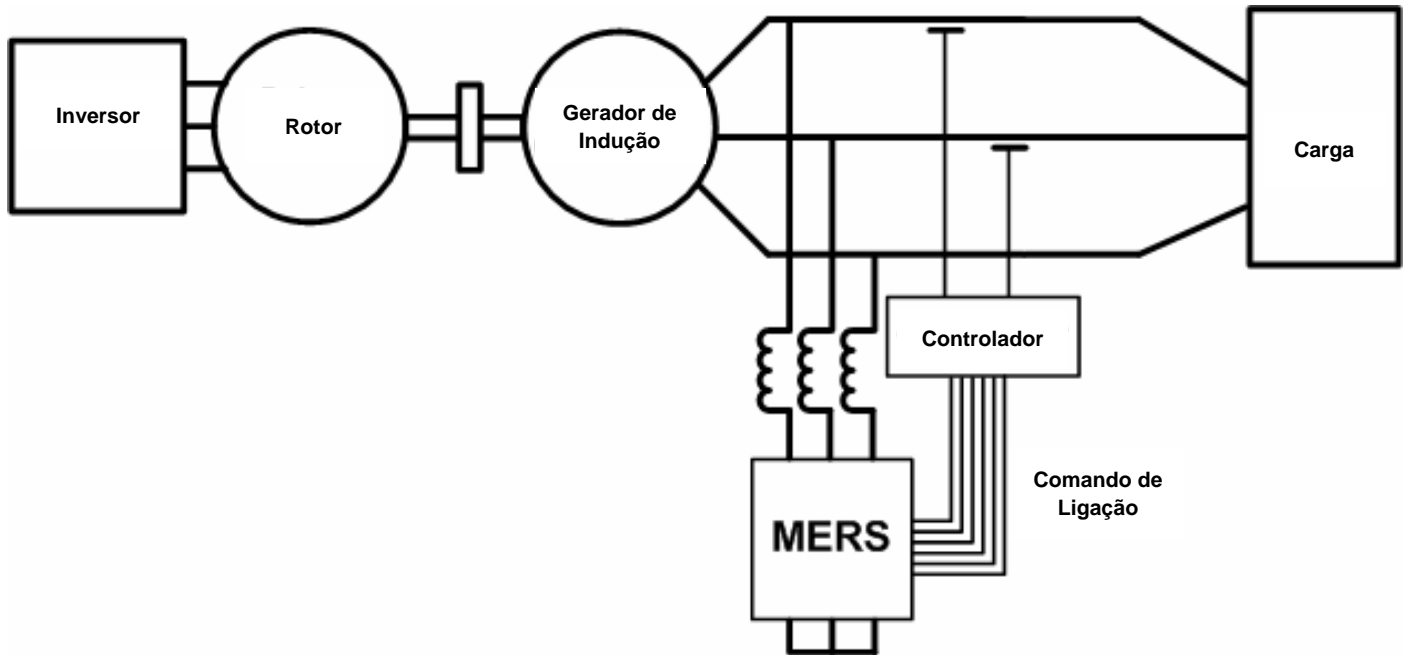 Inversor
Rotor
Gerador de
Indução
Carga
Controlador
Comando de
Ligação
MERS